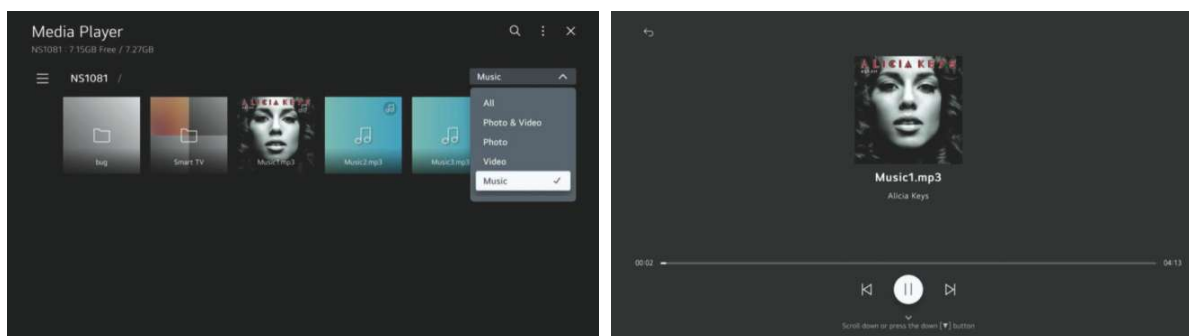 Media Player
NS1081 : 7.15GB Free / 7.27GB
NS1081 /
Music
All
Photo & Video
Photo
Video
Music
ALICIA KEYS
bug
Smart TV
Music1.mp3
Music2.mp3
Music3.mp3
ALICIA KEYS
Music1.mp3
Alicia Keys
00:02
04:13
Scroll down or press the down [▼] button